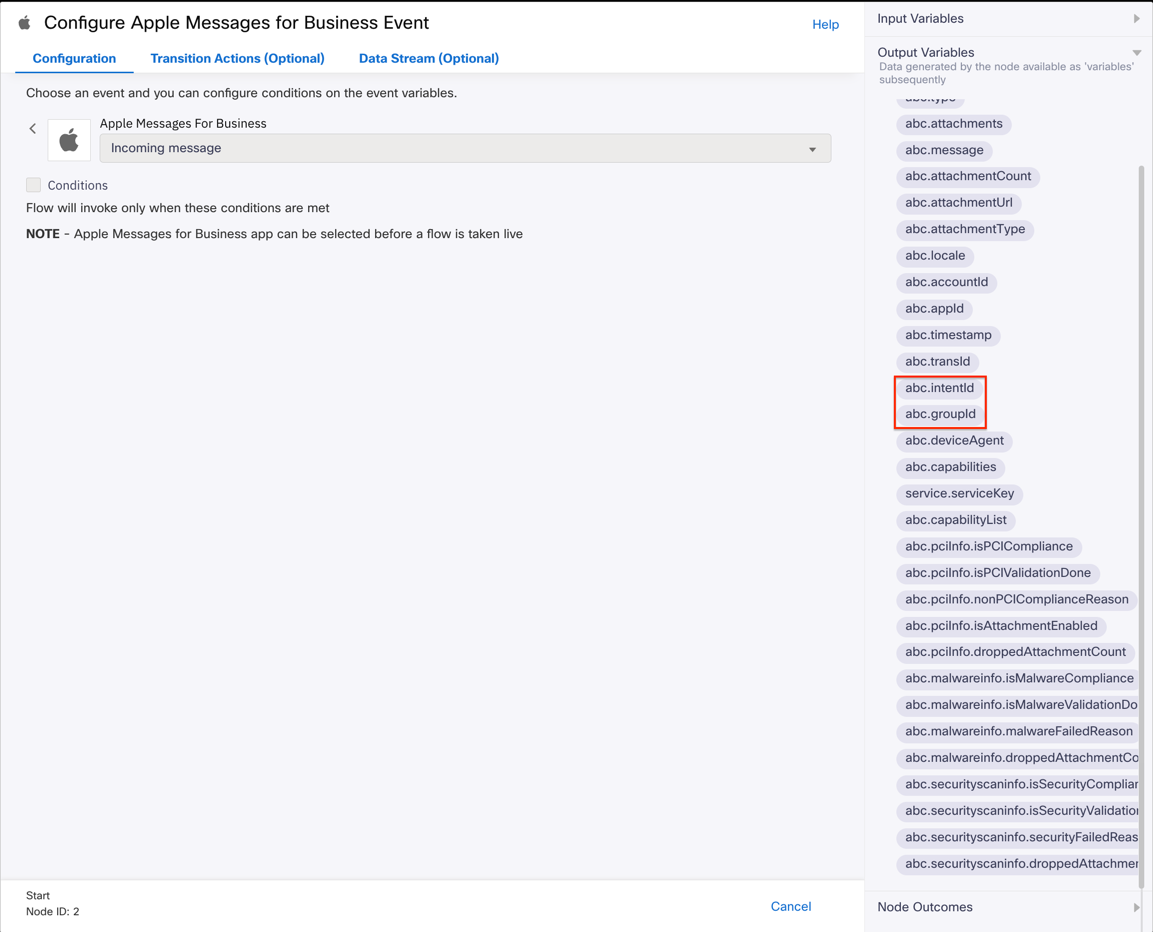 Configure Apple Messages for Business Event
Help
Configuration
Transition Actions (Optional)
Data Stream (Optional)
Choose an event and you can configure conditions on the event variables.
Apple Messages For Business
Incoming message
Conditions
Flow will invoke only when these conditions are met
NOTE - Apple Messages for Business app can be selected before a flow is taken live
Start
Node ID: 2
Cancel
Input Variables
Output Variables
Data generated by the node available as 'variables'
subsequently
abc.type
abc.attachments
abc.message
abc.attachmentCount
abc.attachmentUrl
abc.attachmentType
abc.locale
abc.accountId
abc.appId
abc.timestamp
abc.transId
abc.intentId
abc.groupId
abc.deviceAgent
abc.capabilities
service.serviceKey
abc.capabilityList
abc.pciInfo.isPCICompliance
abc.pciInfo.isPCIValidationDone
abc.pciInfo.nonPCIComplianceReason
abc.pciInfo.isAttachmentEnabled
abc.pciInfo.droppedAttachmentCount
abc.malwareinfo.isMalwareCompliance
abc.malwareinfo.isMalwareValidationDo
abc.malwareinfo.malwareFailedReason
abc.malwareinfo.droppedAttachmentCo
abc.securityscaninfo.isSecurityComplian
abc.securityscaninfo.isSecurityValidation
abc.securityscaninfo.securityFailedReas
abc.securityscaninfo.droppedAttachmen
Node Outcomes